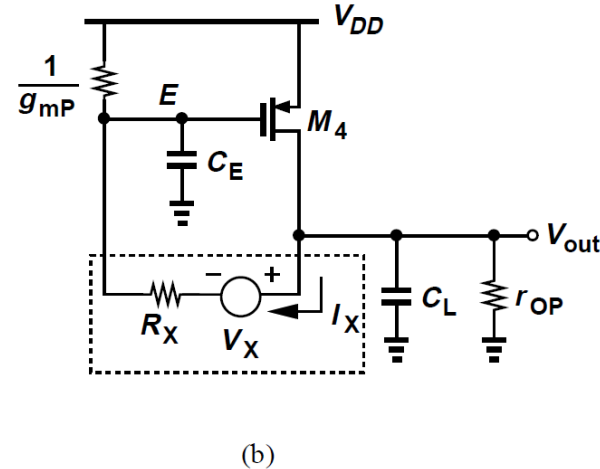 V_DD
1
g_mP
E
M_4
C_E
V_out
− +
R_X
V_X
I_X
C_L
r_OP
(b)